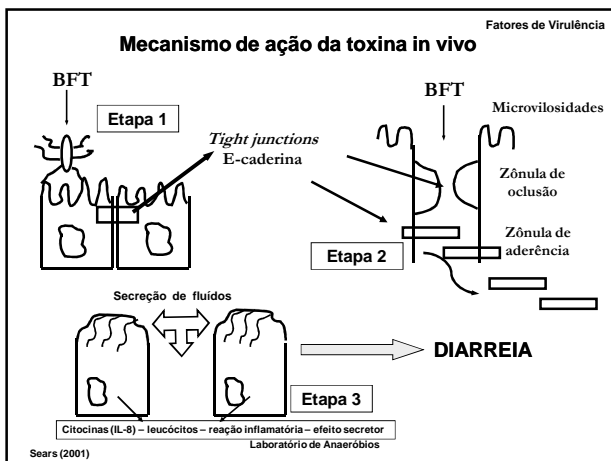 Fatores de Virulência
Mecanismo de ação da toxina in vivo
BFT
Etapa 1
Tight junctions
E-caderina
BFT
Microvilosidades
Zônula de
oclusão
Zônula de
aderência
Etapa 2
Secreção de fluídos
DIARREIA
Etapa 3
Citocinas (IL-8) – leucócitos – reação inflamatória – efeito secretor
Laboratório de Anaeróbios
Sears (2001)